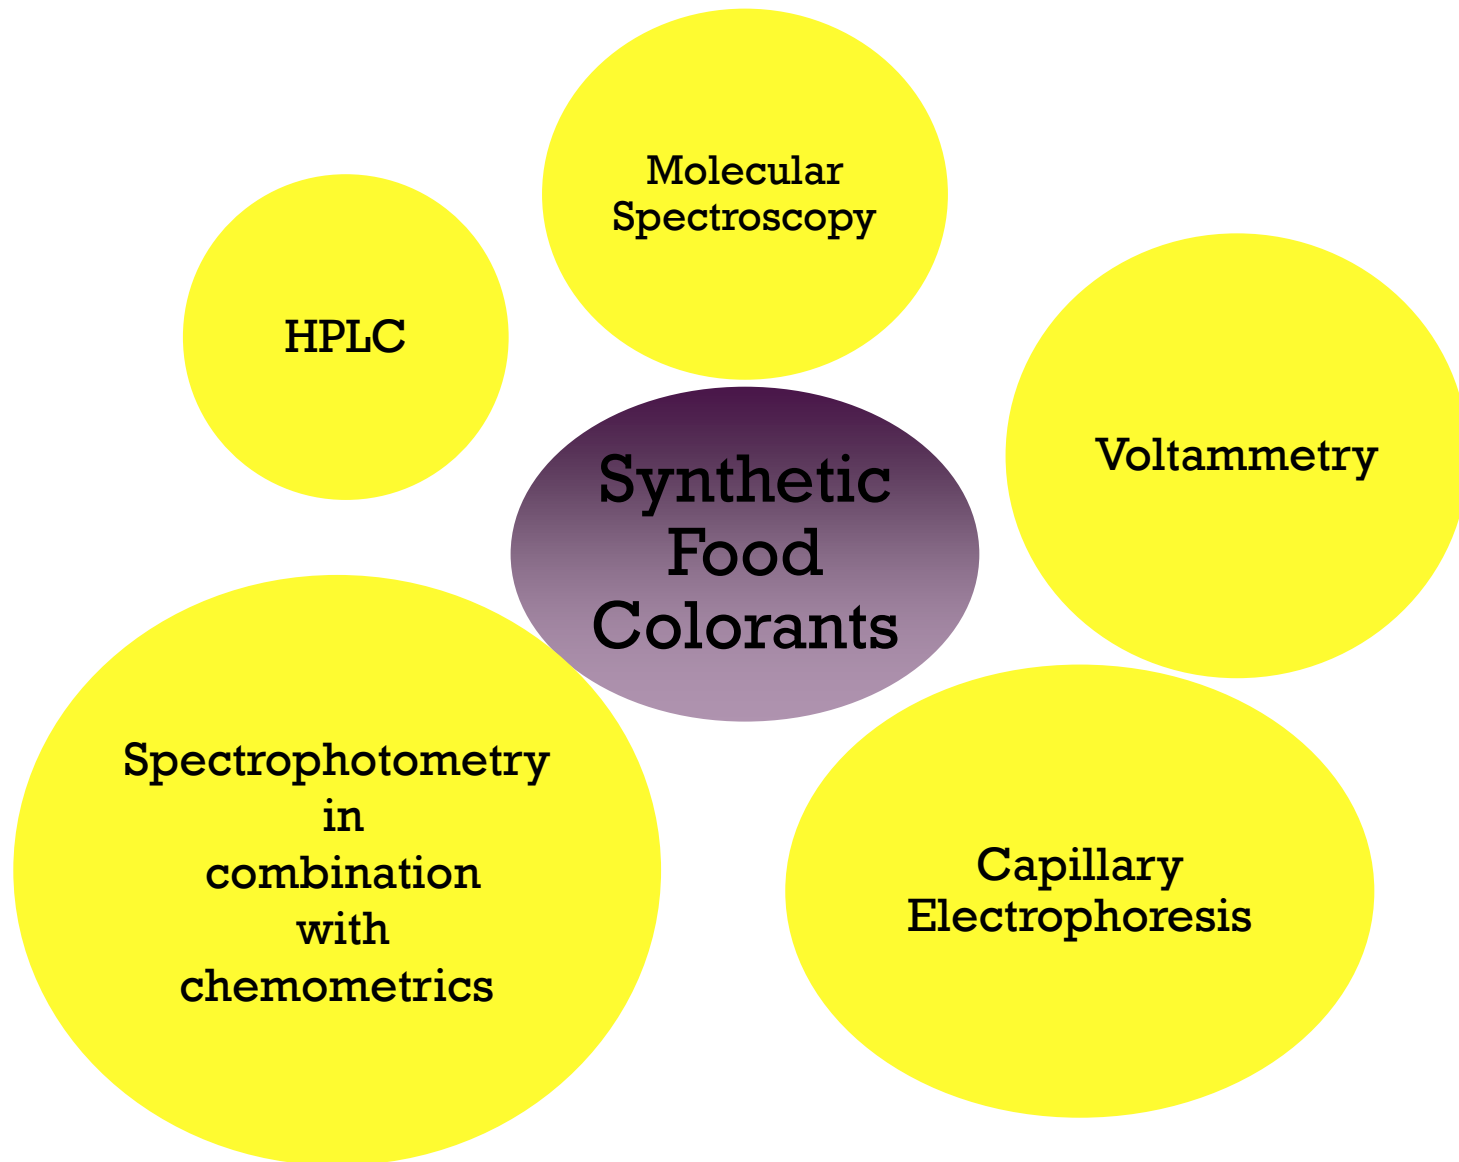 Molecular
Spectroscopy
HPLC
Voltammetry
Synthetic
Food
Colorants
Spectrophotometry
in
combination
with
chemometrics
Capillary
Electrophoresis